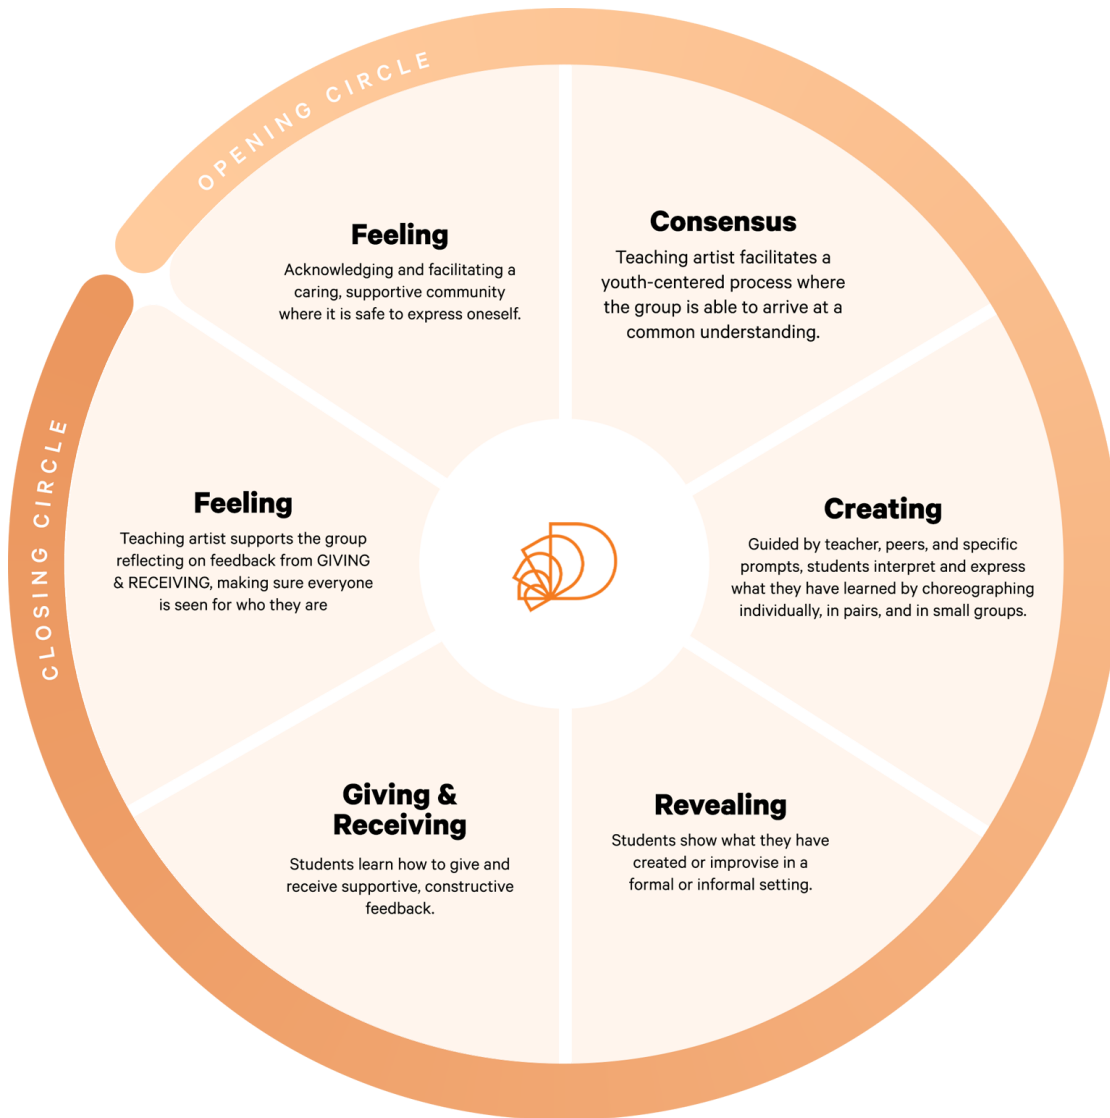 OPENING CIRCLE
Feeling
Acknowledging and facilitating a
caring, supportive community
where it is safe to express oneself.
Consensus
Teaching artist facilitates a
youth-centered process where
the group is able to arrive at a
common understanding.
Creating
Guided by teacher, peers, and specific
prompts, students interpret and express
what they have learned by choreographing
individually, in pairs, and in small groups.
Revealing
Students show what they have
created or improvise in a
formal or informal setting.
Giving &
Receiving
Students learn how to give and
receive supportive, constructive
feedback.
Feeling
Teaching artist supports the group
reflecting on feedback from GIVING
& RECEIVING, making sure everyone
is seen for who they are
CLOSING CIRCLE